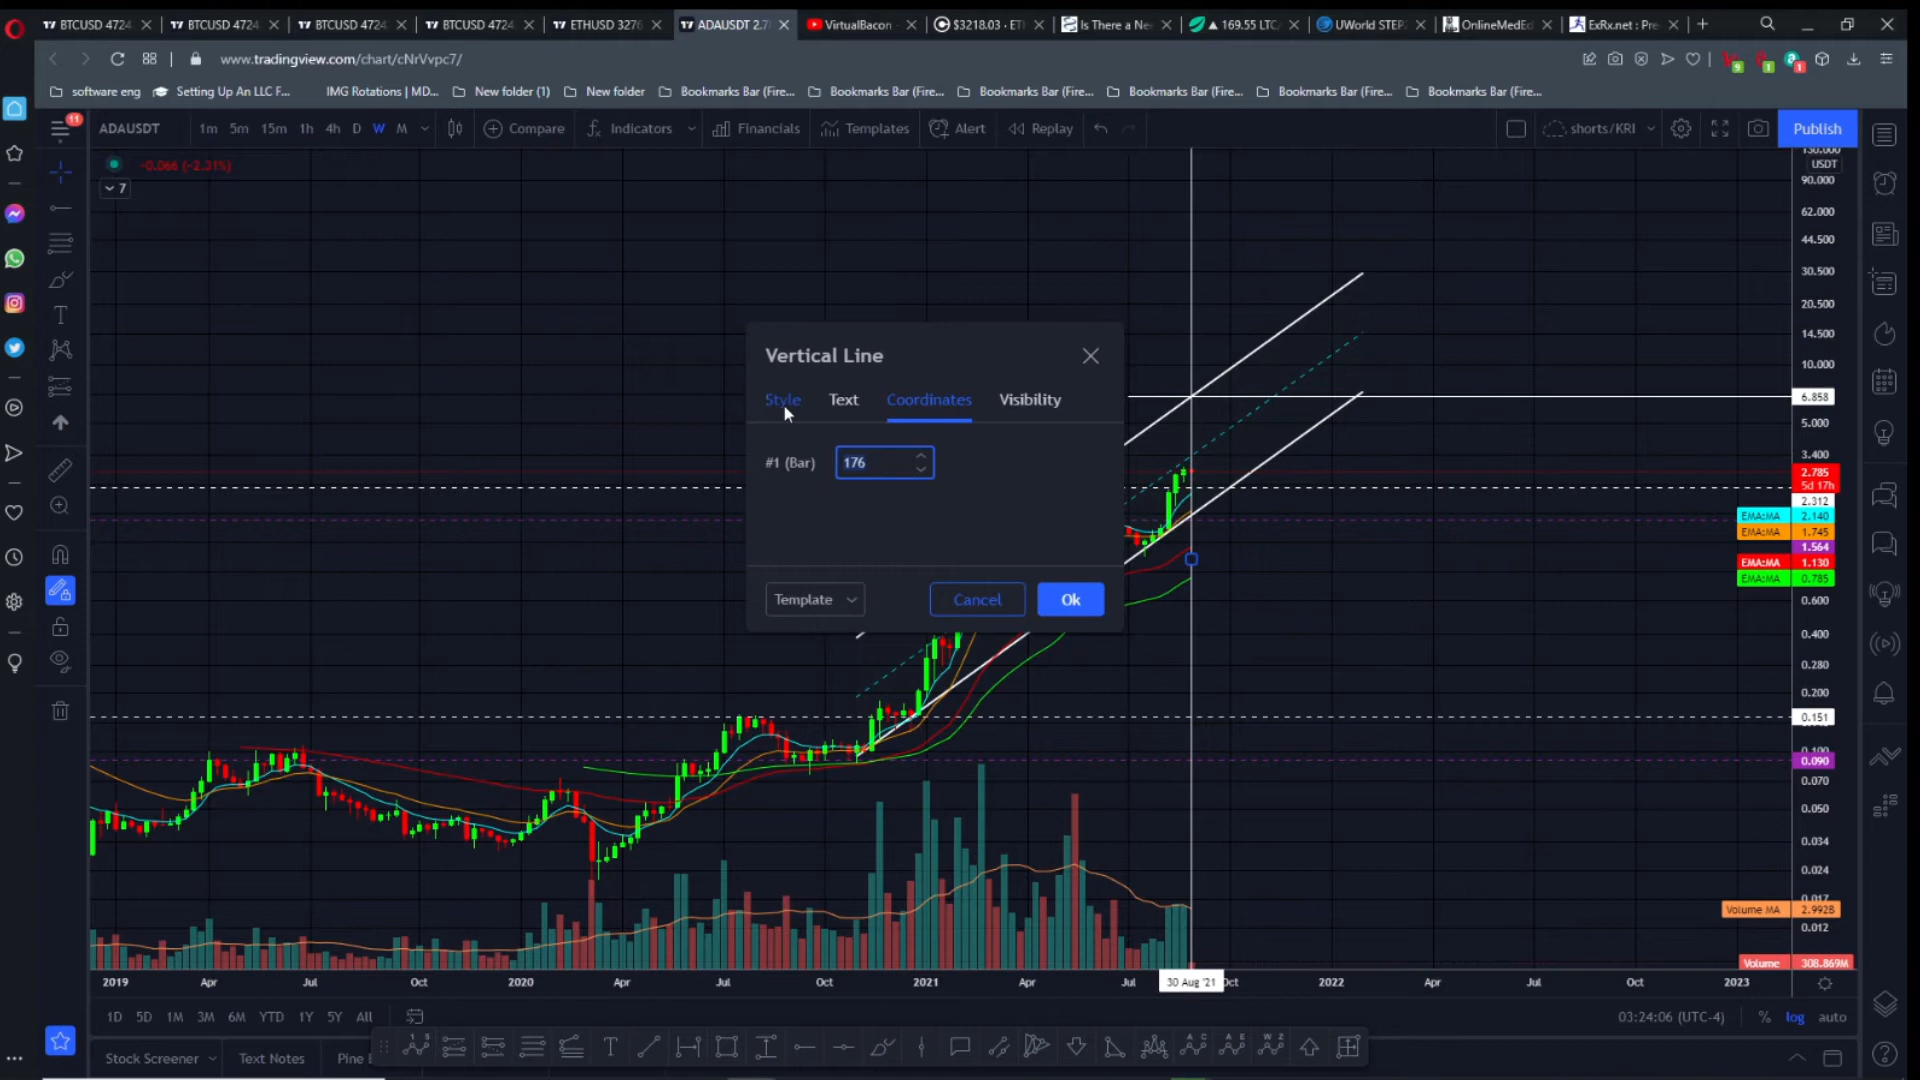 BTCUSD 4724 BTCUSD 4724 BTCUSD 4724 BTCUSD 4724 ETHUSD 3276 ADAUSDT 2.7 VirtualBacon - $3218.03 · ETH Is There a Ne ▲ 169.55 LTC/ UWorld STEP OnlineMedEd ExRx.net : Pre
www.tradingview.com/chart/cNrVvpc7/
software eng Setting Up An LLC F... IMG Rotations | MD... New folder (1) New folder Bookmarks Bar (Fire... Bookmarks Bar (Fire... Bookmarks Bar (Fire... Bookmarks Bar (Fire... Bookmarks Bar (Fire... Bookmarks Bar (Fire...
11 ADAUSDT 1m 5m 15m 1h 4h D W M Compare Indicators Financials Templates Alert Replay shorts/KRI Publish
-0.066 (-2.31%)
7
130.000
USDT
90.000
62.000
44.500
30.500
20.500
14.500
10.000
6.858
5.000
3.400
2.785
5d 17h
2.312
EMA:MA 2.140
EMA:MA 1.745
1.564
EMA:MA 1.130
EMA:MA 0.785
0.600
0.400
0.280
0.200
0.151
0.100
0.090
0.070
0.050
0.034
0.024
0.017
Volume MA 2.992B
0.012
Volume 308.869M
Vertical Line
Style Text Coordinates Visibility
#1 (Bar) 176
Template Cancel Ok
2019 Apr Jul Oct 2020 Apr Jul Oct 2021 Apr Jul 30 Aug '21 Oct 2022 Apr Jul Oct 2023
1D 5D 1M 3M 6M YTD 1Y 5Y All 03:24:06 (UTC-4) % log auto
Stock Screener Text Notes Pine